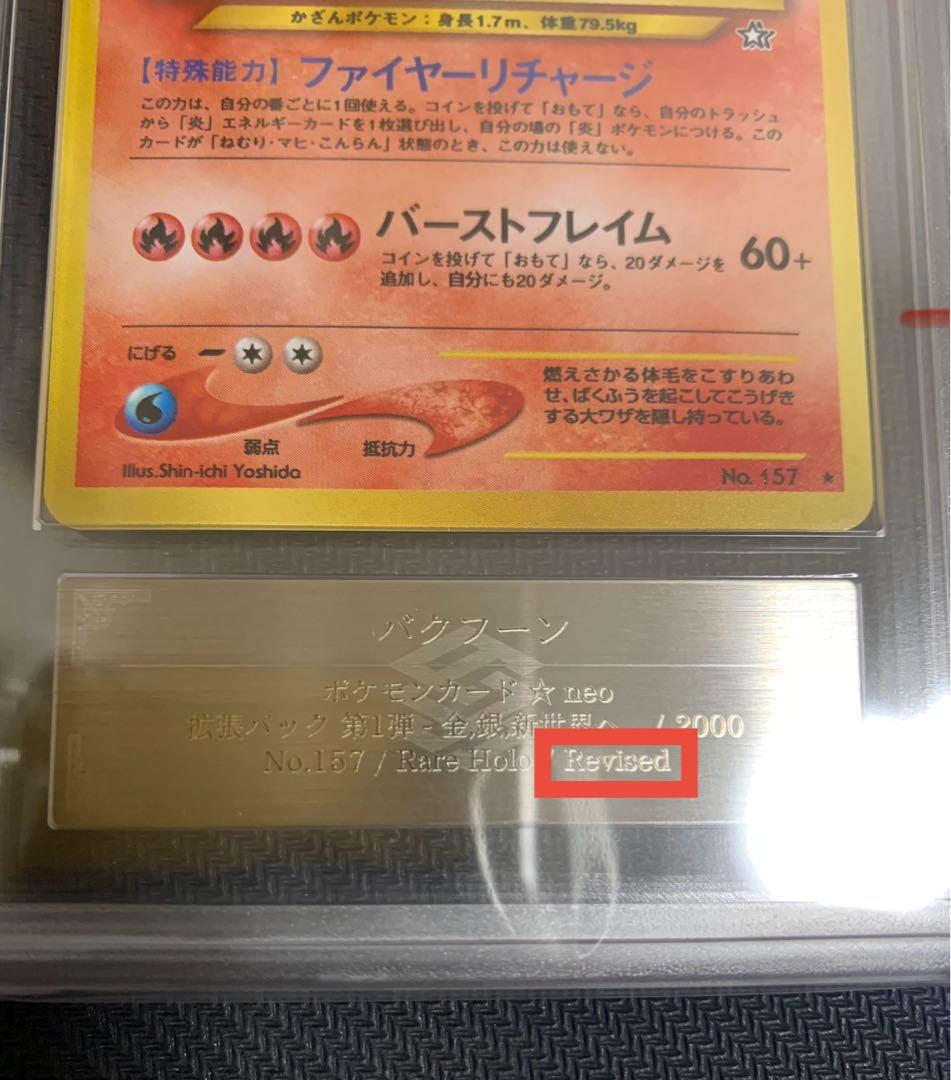 かざんポケモン：身長1.7m、体重79.5kg
【特殊能力】ファイヤーリチャージ
この力は、自分の番ごとに1回使える。コインを投げて「おもて」なら、自分のトラッシュ
から「炎」エネルギーカードを1枚選び出し、自分の場の「炎」ポケモンにつける。この
カードが「ねむり・マヒ・こんらん」状態のとき、この力は使えない。
バーストフレイム 60+
コインを投げて「おもて」なら、20ダメージを
追加し、自分にも20ダメージ。
にげる
弱点 抵抗力
燃えさかる体毛をこすりあわ
せ、ばくふうを起こしてこうげき
する大ワザを隠し持っている。
Illus.Shin-ichi Yoshida
No. 157 ★
バクフーン
ポケモンカード ☆ neo
拡張パック 第1弾 - 金,銀,新世界へ... / 2000
No.157 / Rare Holo / Revised